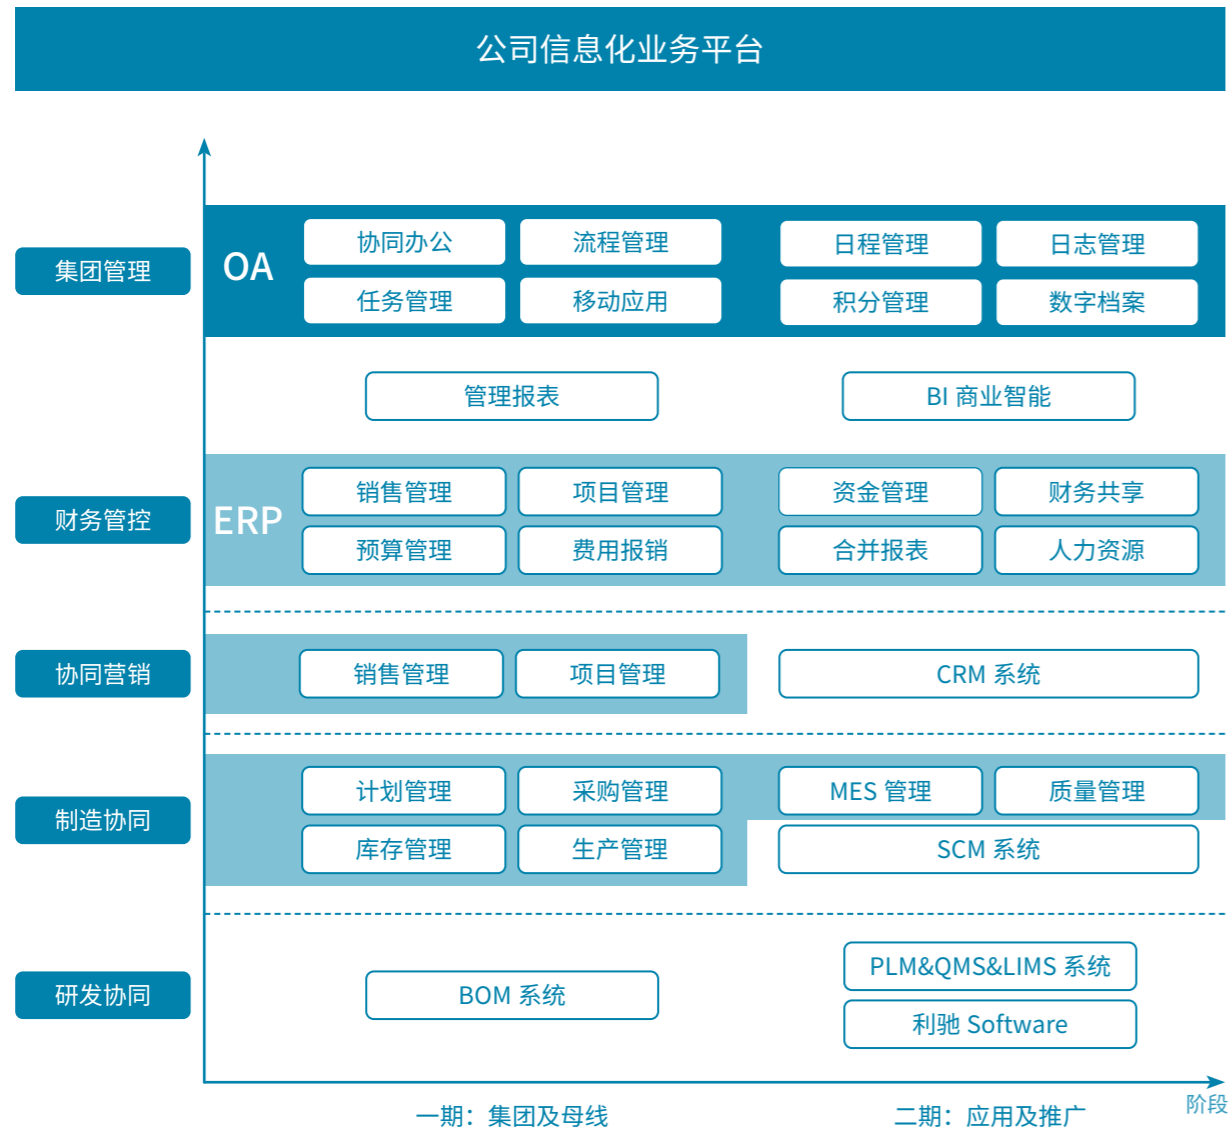 公司信息化业务平台
集团管理
OA
协同办公
流程管理
日程管理
日志管理
任务管理
移动应用
积分管理
数字档案
管理报表
BI 商业智能
财务管控
ERP
销售管理
项目管理
资金管理
财务共享
预算管理
费用报销
合并报表
人力资源
协同营销
销售管理
项目管理
CRM 系统
制造协同
计划管理
采购管理
MES 管理
质量管理
库存管理
生产管理
SCM 系统
研发协同
BOM 系统
PLM&QMS&LIMS 系统
利驰 Software
一期：集团及母线
二期：应用及推广
阶段